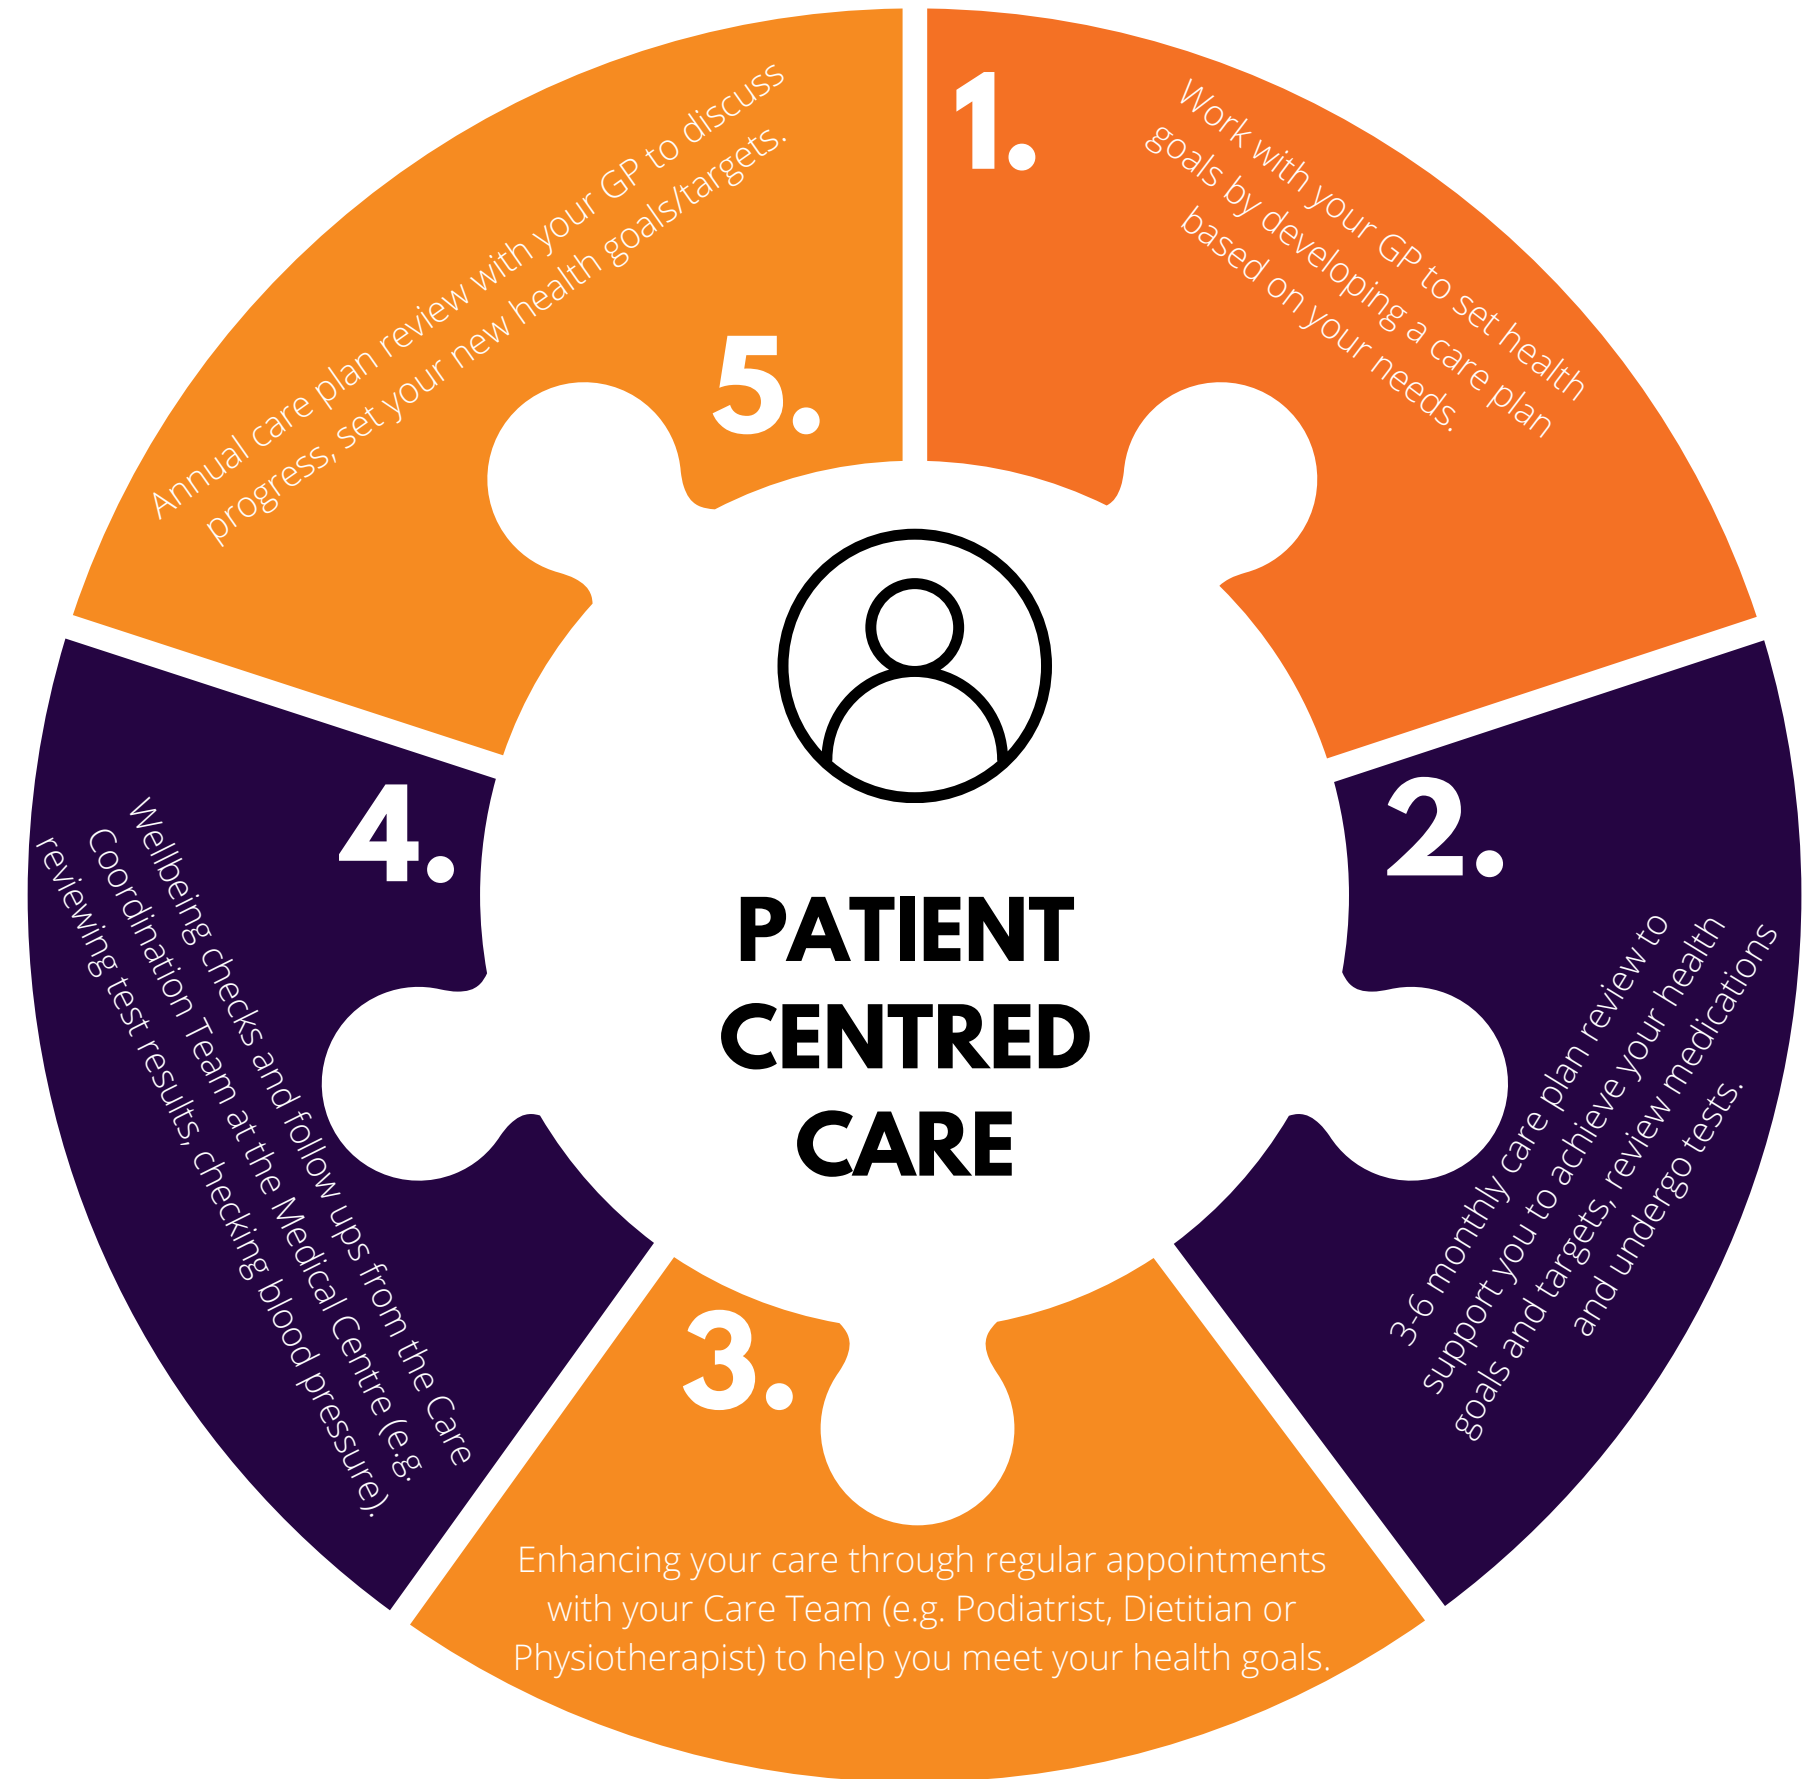 1.
Work with your GP to set health
goals by developing a care plan
based on your needs.
2.
3-6 monthly care plan review to
support you to achieve your health
goals and targets, review medications
and undergo tests.
3.
Enhancing your care through regular appointments
with your Care Team (e.g. Podiatrist, Dietitian or
Physiotherapist) to help you meet your health goals.
4.
Wellbeing checks and follow ups from the Care
Coordination Team at the Medical Centre (e.g.
reviewing test results, checking blood pressure).
5.
Annual care plan review with your GP to discuss
progress, set your new health goals/targets.
PATIENT
CENTRED
CARE